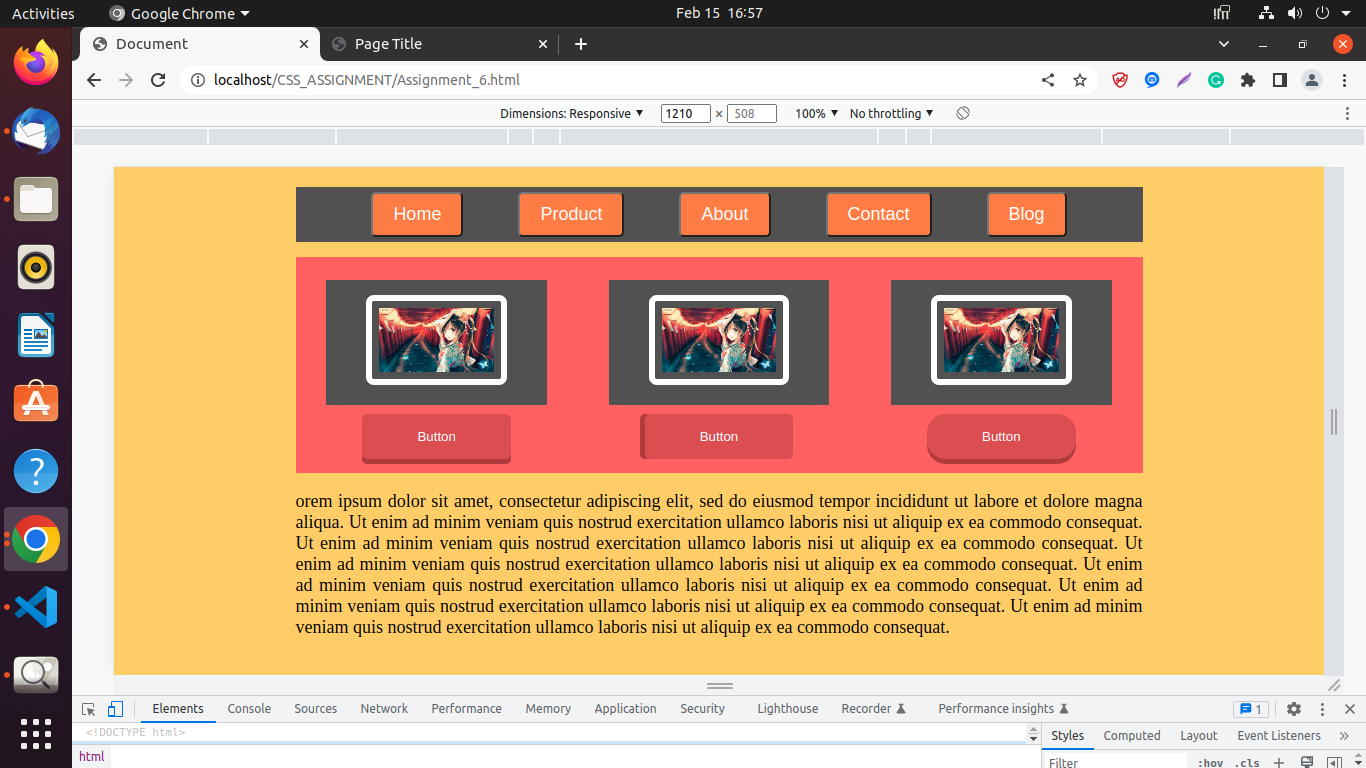 Activities Google Chrome Feb 15 16:57
Document Page Title
localhost/CSS_ASSIGNMENT/Assignment_6.html
Dimensions: Responsive 1210 × 508 100% No throttling
Home Product About Contact Blog
Button Button Button
orem ipsum dolor sit amet, consectetur adipiscing elit, sed do eiusmod tempor incididunt ut labore et dolore magna
aliqua. Ut enim ad minim veniam quis nostrud exercitation ullamco laboris nisi ut aliquip ex ea commodo consequat.
Ut enim ad minim veniam quis nostrud exercitation ullamco laboris nisi ut aliquip ex ea commodo consequat. Ut
enim ad minim veniam quis nostrud exercitation ullamco laboris nisi ut aliquip ex ea commodo consequat. Ut enim
ad minim veniam quis nostrud exercitation ullamco laboris nisi ut aliquip ex ea commodo consequat. Ut enim ad
minim veniam quis nostrud exercitation ullamco laboris nisi ut aliquip ex ea commodo consequat. Ut enim ad minim
veniam quis nostrud exercitation ullamco laboris nisi ut aliquip ex ea commodo consequat.
Elements Console Sources Network Performance Memory Application Security Lighthouse Recorder Performance insights 1
<!DOCTYPE html>
html
Styles Computed Layout Event Listeners »
Filter :hov .cls